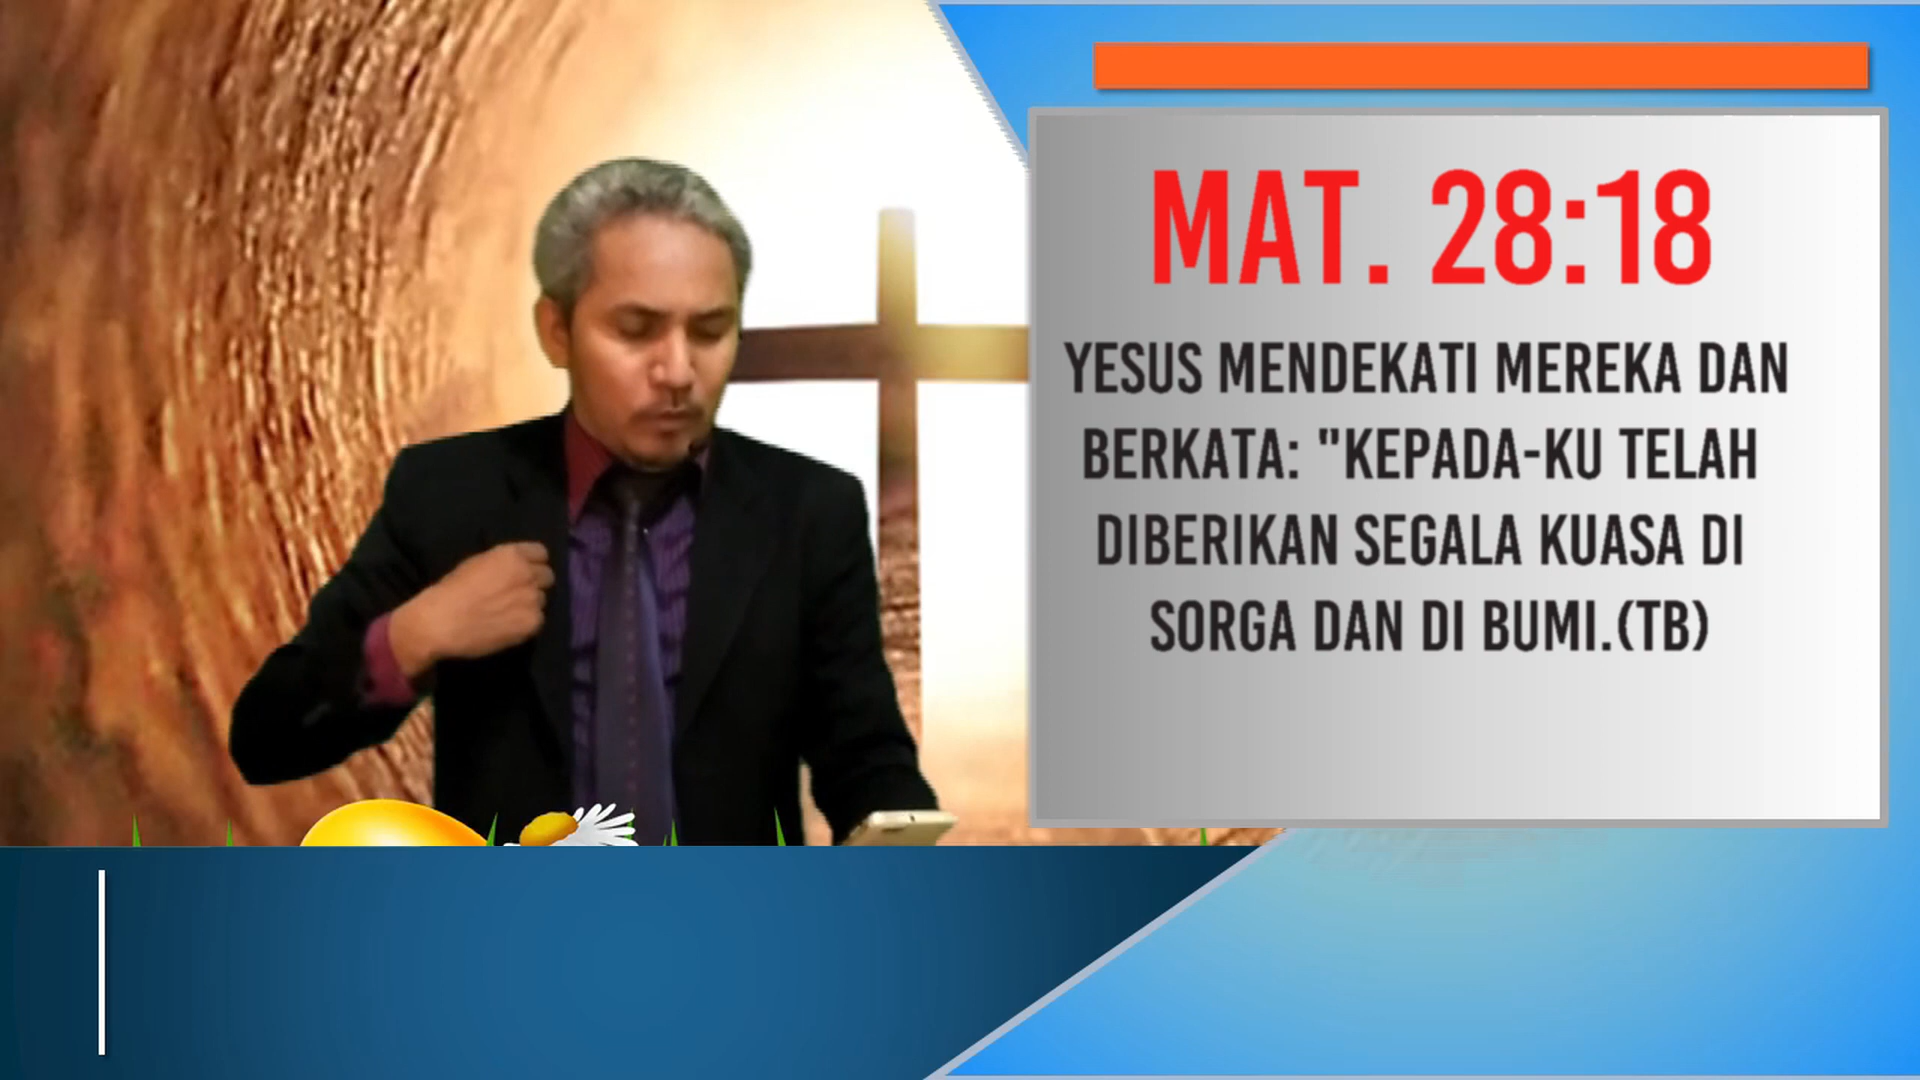 MAT. 28:18
YESUS MENDEKATI MEREKA DAN
BERKATA: "KEPADA-KU TELAH
DIBERIKAN SEGALA KUASA DI
SORGA DAN DI BUMI.(TB)